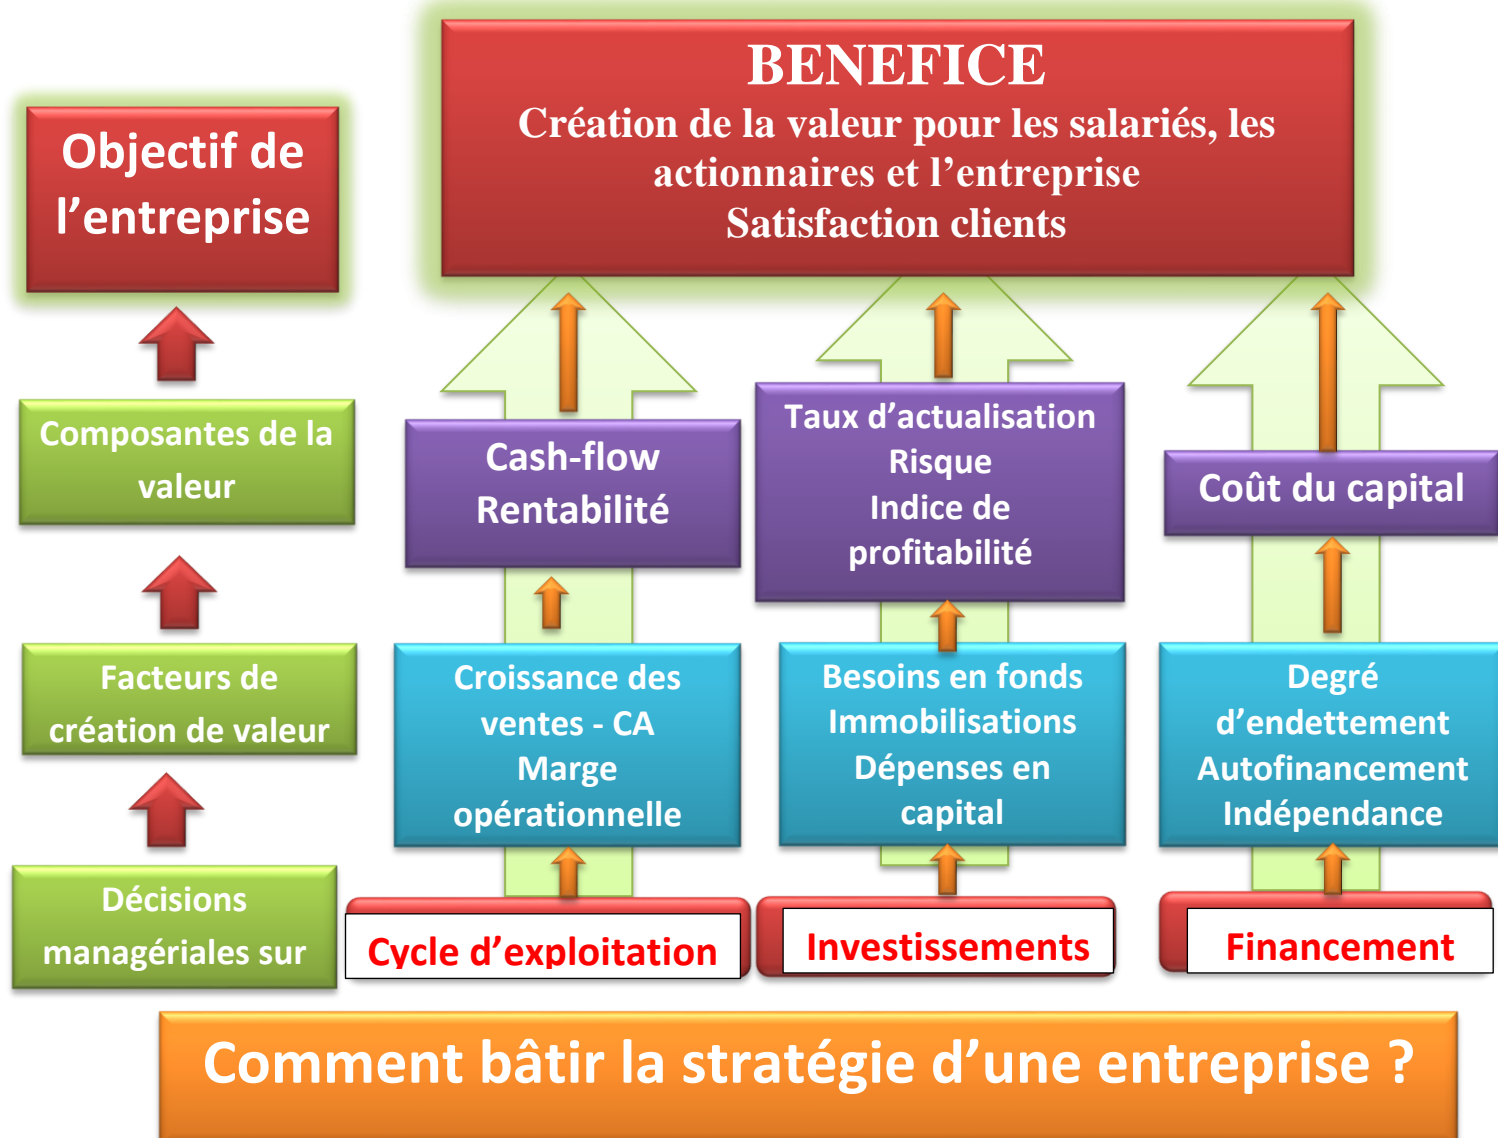 BENEFICE
Création de la valeur pour les salariés, les
actionnaires et l’entreprise
Satisfaction clients
Objectif de
l’entreprise
Composantes de la
valeur
Cash-flow
Rentabilité
Taux d’actualisation
Risque
Indice de
profitabilité
Coût du capital
Facteurs de
création de valeur
Croissance des
ventes - CA
Marge
opérationnelle
Besoins en fonds
Immobilisations
Dépenses en
capital
Degré
d’endettement
Autofinancement
Indépendance
Décisions
managériales sur
Cycle d’exploitation
Investissements
Financement
Comment bâtir la stratégie d’une entreprise ?